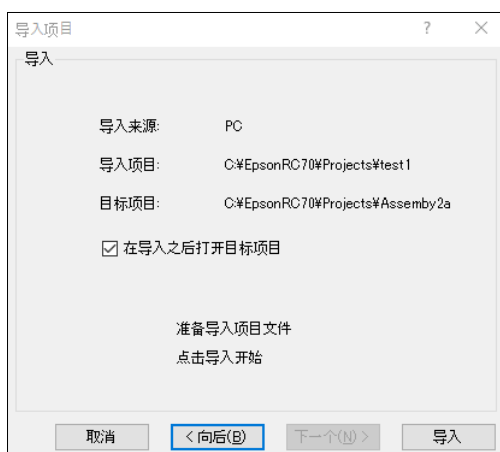 导入项目 ?
导入
导入来源: PC
导入项目: C:¥EpsonRC70¥Projects¥test1
目标项目: C:¥EpsonRC70¥Projects¥Assemby2a
在导入之后打开目标项目
准备导入项目文件
点击导入开始
取消 <向后(B) 下一个(N)> 导入